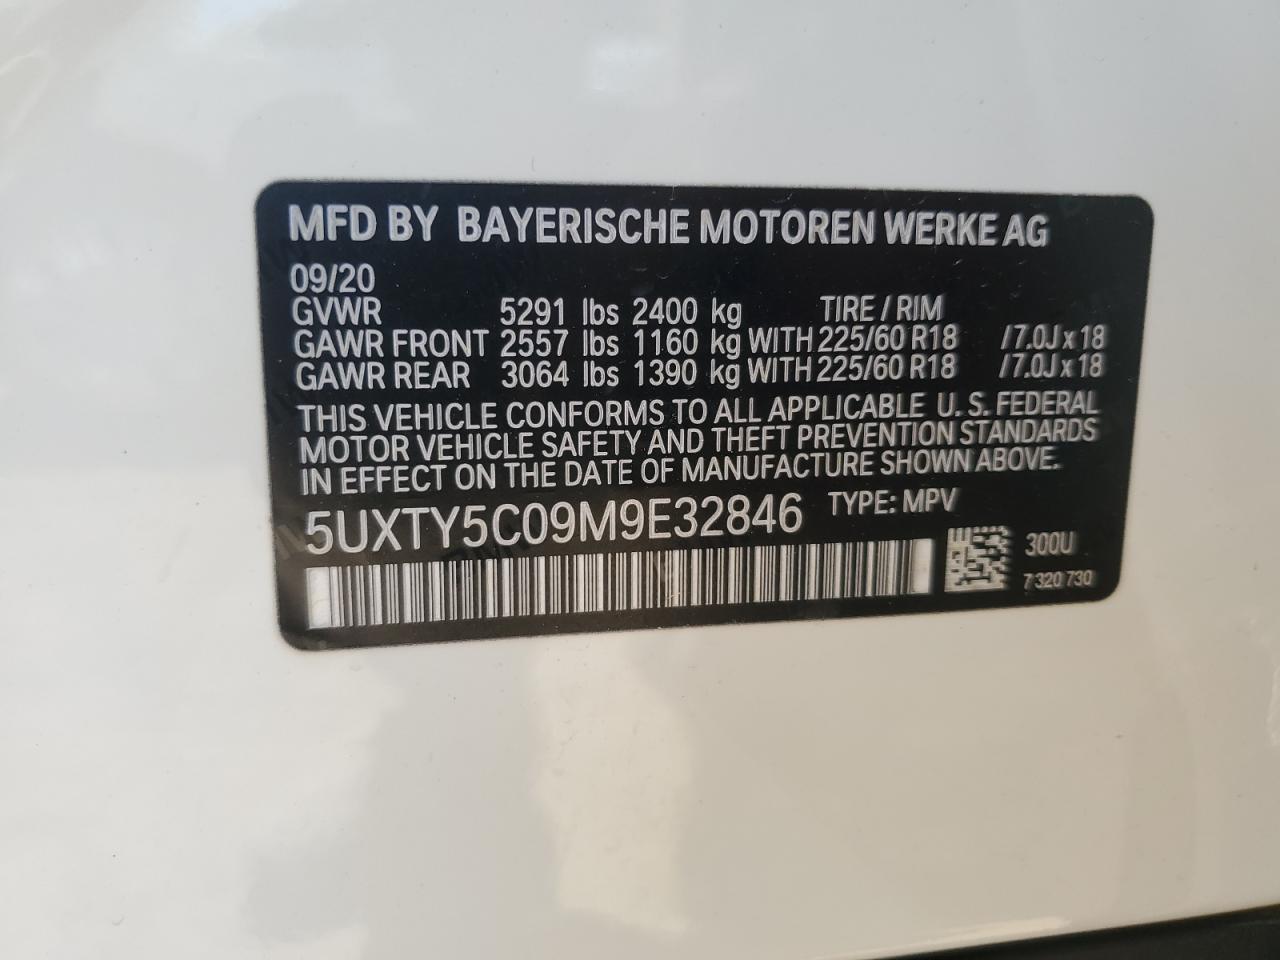 MFD BY BAYERISCHE MOTOREN WERKE AG
09/20
GVWR 5291 lbs 2400 kg TIRE / RIM
GAWR FRONT 2557 lbs 1160 kg WITH 225/60 R18 /7.0J x 18
GAWR REAR 3064 lbs 1390 kg WITH 225/60 R18 /7.0J x 18
THIS VEHICLE CONFORMS TO ALL APPLICABLE U.S. FEDERAL
MOTOR VEHICLE SAFETY AND THEFT PREVENTION STANDARDS
IN EFFECT ON THE DATE OF MANUFACTURE SHOWN ABOVE.
5UXTY5C09M9E32846 TYPE: MPV
300U
7 320 730